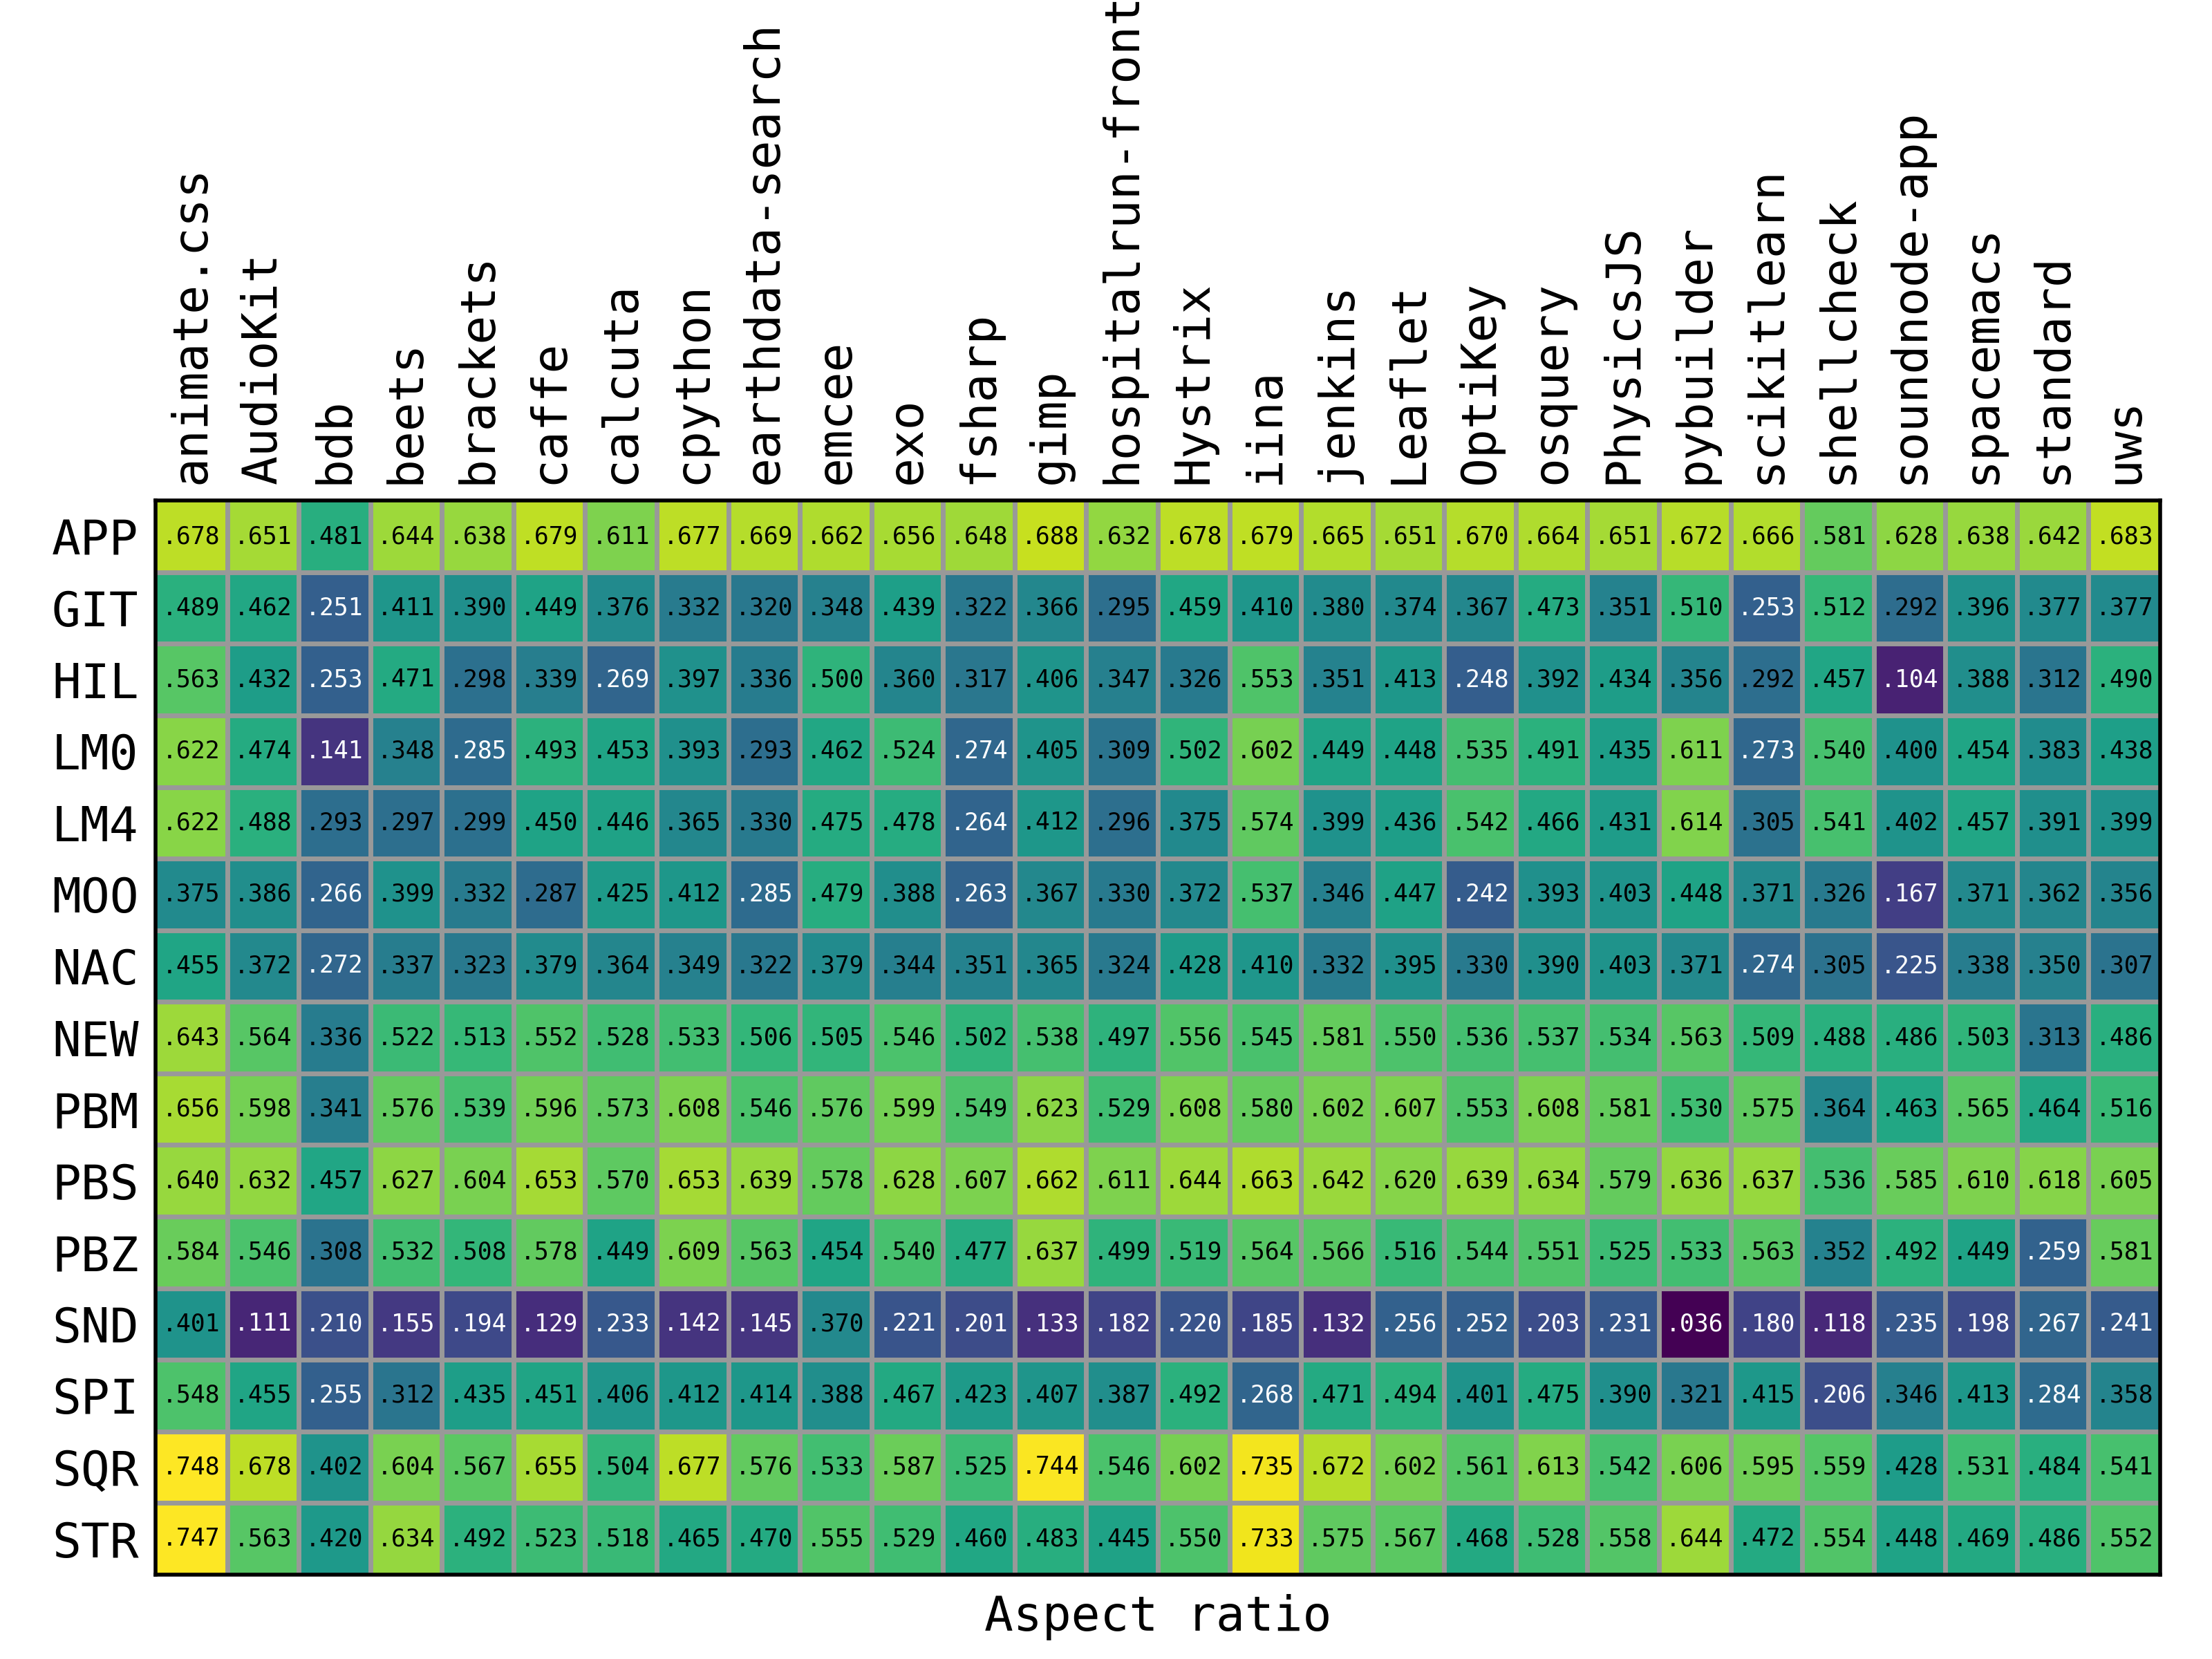 animate.css AudioKit bdb beets brackets caffe calcuta cpython earthdata-search emcee exo fsharp gimp hospitalrun-front Hystrix iina jenkins Leaflet OptiKey osquery PhysicsJS pybuilder scikitlearn shellcheck soundnode-app spacemacs standard uws
APP .678 .651 .481 .644 .638 .679 .611 .677 .669 .662 .656 .648 .688 .632 .678 .679 .665 .651 .670 .664 .651 .672 .666 .581 .628 .638 .642 .683
GIT .489 .462 .251 .411 .390 .449 .376 .332 .320 .348 .439 .322 .366 .295 .459 .410 .380 .374 .367 .473 .351 .510 .253 .512 .292 .396 .377 .377
HIL .563 .432 .253 .471 .298 .339 .269 .397 .336 .500 .360 .317 .406 .347 .326 .553 .351 .413 .248 .392 .434 .356 .292 .457 .104 .388 .312 .490
LM0 .622 .474 .141 .348 .285 .493 .453 .393 .293 .462 .524 .274 .405 .309 .502 .602 .449 .448 .535 .491 .435 .611 .273 .540 .400 .454 .383 .438
LM4 .622 .488 .293 .297 .299 .450 .446 .365 .330 .475 .478 .264 .412 .296 .375 .574 .399 .436 .542 .466 .431 .614 .305 .541 .402 .457 .391 .399
MOO .375 .386 .266 .399 .332 .287 .425 .412 .285 .479 .388 .263 .367 .330 .372 .537 .346 .447 .242 .393 .403 .448 .371 .326 .167 .371 .362 .356
NAC .455 .372 .272 .337 .323 .379 .364 .349 .322 .379 .344 .351 .365 .324 .428 .410 .332 .395 .330 .390 .403 .371 .274 .305 .225 .338 .350 .307
NEW .643 .564 .336 .522 .513 .552 .528 .533 .506 .505 .546 .502 .538 .497 .556 .545 .581 .550 .536 .537 .534 .563 .509 .488 .486 .503 .313 .486
PBM .656 .598 .341 .576 .539 .596 .573 .608 .546 .576 .599 .549 .623 .529 .608 .580 .602 .607 .553 .608 .581 .530 .575 .364 .463 .565 .464 .516
PBS .640 .632 .457 .627 .604 .653 .570 .653 .639 .578 .628 .607 .662 .611 .644 .663 .642 .620 .639 .634 .579 .636 .637 .536 .585 .610 .618 .605
PBZ .584 .546 .308 .532 .508 .578 .449 .609 .563 .454 .540 .477 .637 .499 .519 .564 .566 .516 .544 .551 .525 .533 .563 .352 .492 .449 .259 .581
SND .401 .111 .210 .155 .194 .129 .233 .142 .145 .370 .221 .201 .133 .182 .220 .185 .132 .256 .252 .203 .231 .036 .180 .118 .235 .198 .267 .241
SPI .548 .455 .255 .312 .435 .451 .406 .412 .414 .388 .467 .423 .407 .387 .492 .268 .471 .494 .401 .475 .390 .321 .415 .206 .346 .413 .284 .358
SQR .748 .678 .402 .604 .567 .655 .504 .677 .576 .533 .587 .525 .744 .546 .602 .735 .672 .602 .561 .613 .542 .606 .595 .559 .428 .531 .484 .541
STR .747 .563 .420 .634 .492 .523 .518 .465 .470 .555 .529 .460 .483 .445 .550 .733 .575 .567 .468 .528 .558 .644 .472 .554 .448 .469 .486 .552
Aspect ratio